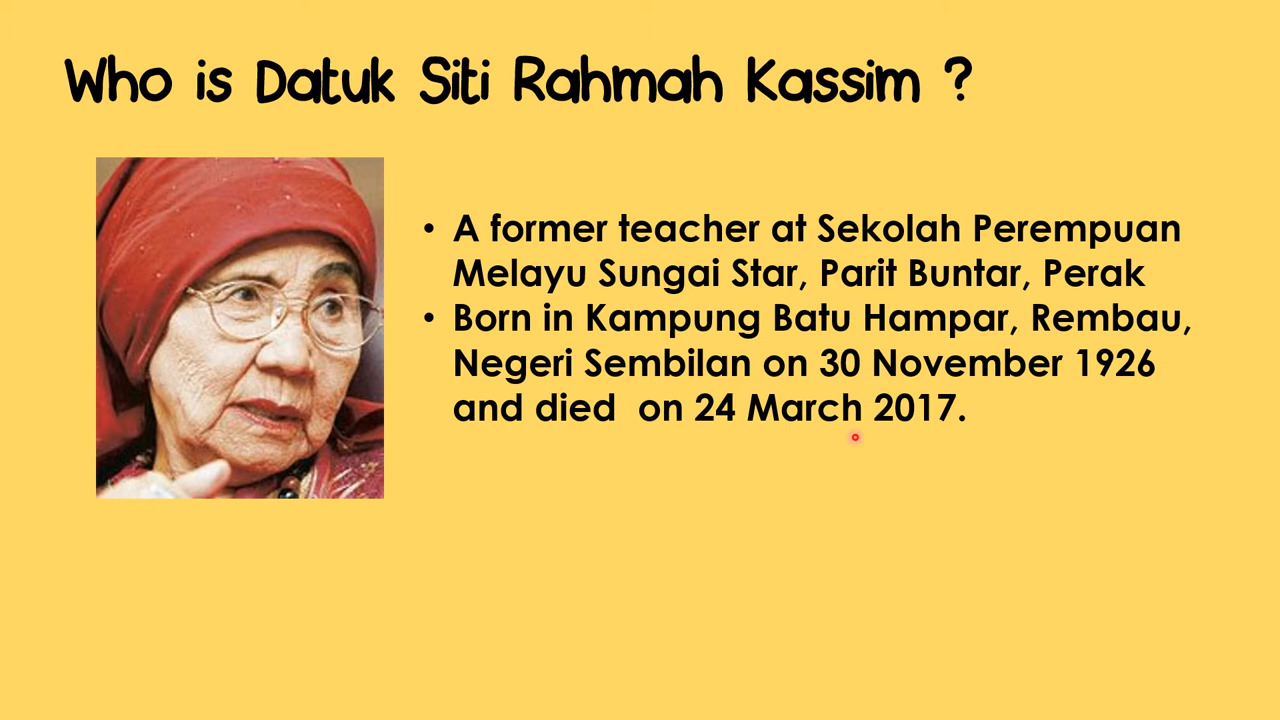 Who is Datuk Siti Rahmah Kassim ?
• A former teacher at Sekolah Perempuan
Melayu Sungai Star, Parit Buntar, Perak
• Born in Kampung Batu Hampar, Rembau,
Negeri Sembilan on 30 November 1926
and died  on 24 March 2017.